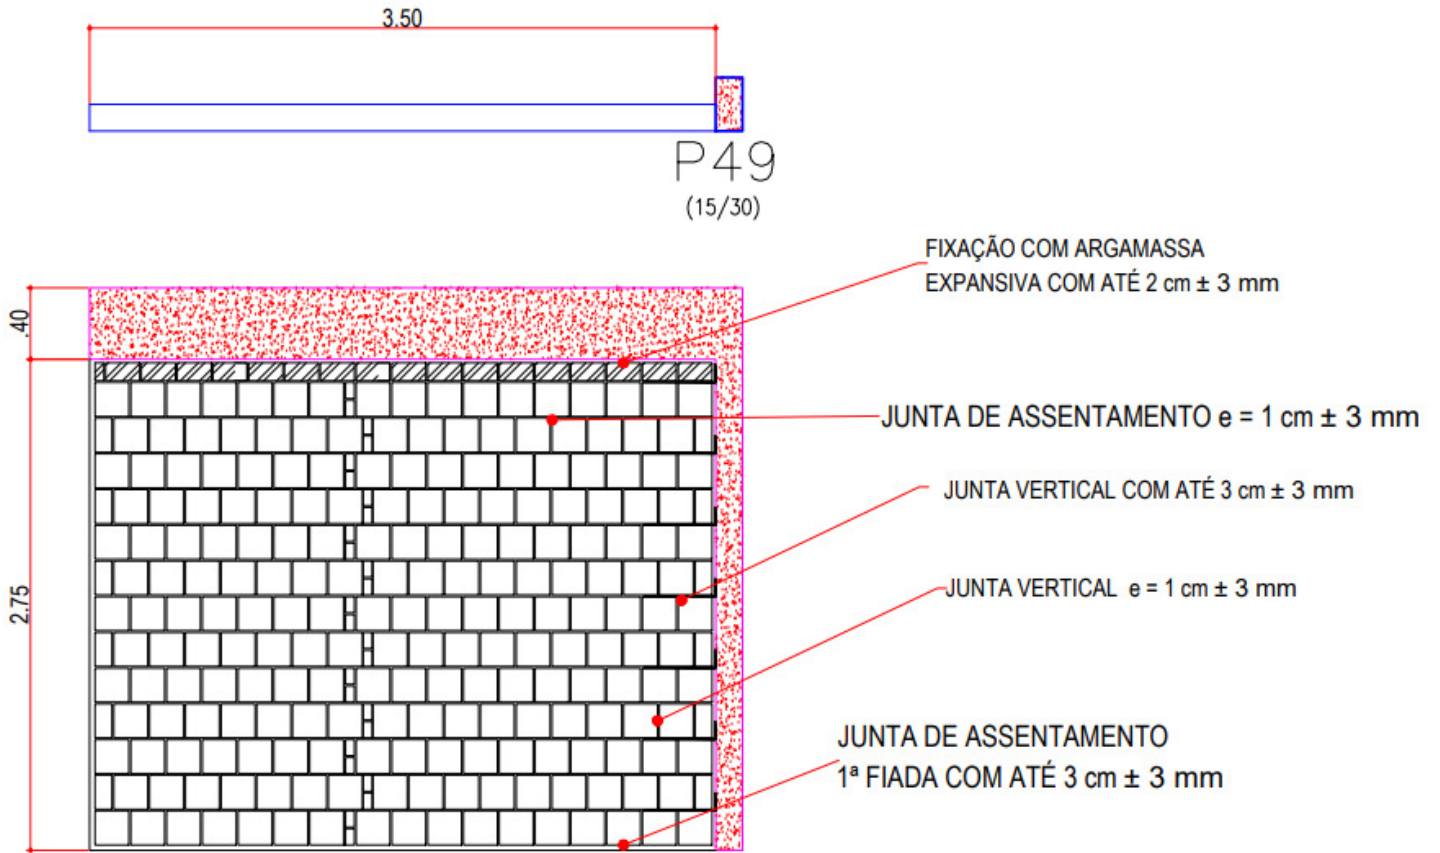 3.50
P49
(15/30)
FIXAÇÃO COM ARGAMASSA
EXPANSIVA COM ATÉ 2 cm ± 3 mm
.40
JUNTA DE ASSENTAMENTO e = 1 cm ± 3 mm
JUNTA VERTICAL COM ATÉ 3 cm ± 3 mm
2.75
JUNTA VERTICAL e = 1 cm ± 3 mm
JUNTA DE ASSENTAMENTO
1ª FIADA COM ATÉ 3 cm ± 3 mm